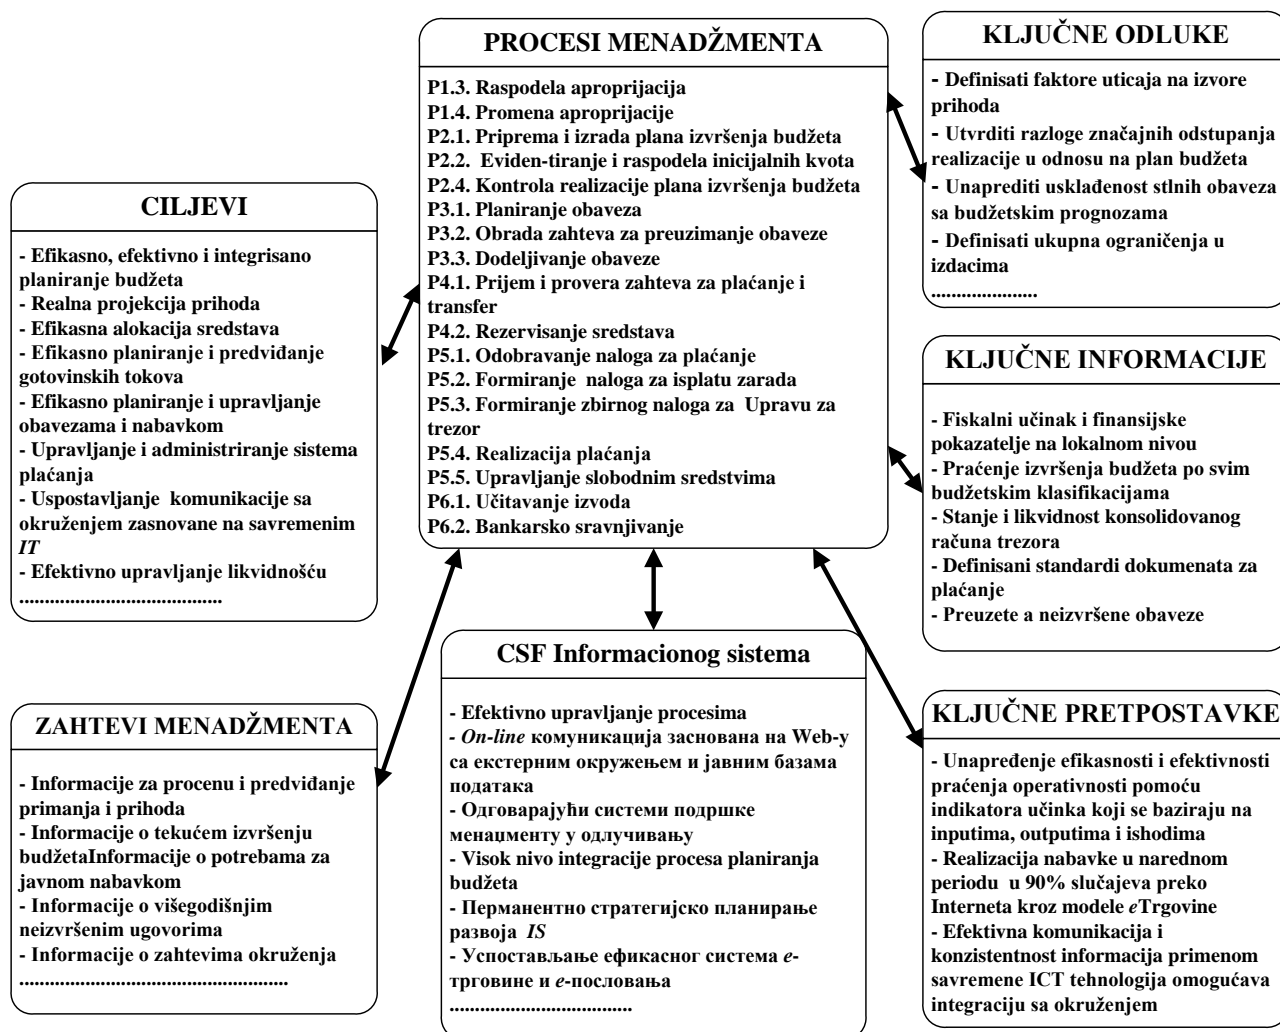 PROCESI MENADŽMENTA
P1.3. Raspodela aproprijacija
P1.4. Promena aproprijacije
P2.1. Priprema i izrada plana izvršenja budžeta
P2.2.  Eviden-tiranje i raspodela inicijalnih kvota
P2.4. Kontrola realizacije plana izvršenja budžeta
P3.1. Planiranje obaveza
P3.2. Obrada zahteva za preuzimanje obaveze
P3.3. Dodeljivanje obaveze
P4.1. Prijem i provera zahteva za plaćanje i
transfer
P4.2. Rezervisanje sredstava
P5.1. Odobravanje naloga za plaćanje
P5.2. Formiranje  naloga za isplatu zarada
P5.3. Formiranje zbirnog naloga za  Upravu za
trezor
P5.4. Realizacija plaćanja
P5.5. Upravljanje slobodnim sredstvima
P6.1. Učitavanje izvoda
P6.2. Bankarsko sravnjivanje
KLJUČNE ODLUKE
- Definisati faktore uticaja na izvore
prihoda
- Utvrditi razloge značajnih odstupanja
realizacije u odnosu na plan budžeta
- Unaprediti usklađenost stlnih obaveza
sa budžetskim prognozama
- Definisati ukupna ograničenja u
izdacima
.....................
CILJEVI
- Efikasno, efektivno i integrisano
planiranje budžeta
- Realna projekcija prihoda
- Efikasna alokacija sredstava
- Efikasno planiranje i predviđanje
gotovinskih tokova
- Efikasno planiranje i upravljanje
obavezama i nabavkom
- Upravljanje i administriranje sistema
plaćanja
- Uspostavljanje  komunikacije sa
okruženjem zasnovane na savremenim
IT
- Efektivno upravljanje likvidnošću
........................................
KLJUČNE INFORMACIJE
- Fiskalni učinak i finansijske
pokazatelje na lokalnom nivou
- Praćenje izvršenja budžeta po svim
budžetskim klasifikacijama
- Stanje i likvidnost konsolidovanog
računa trezora
- Definisani standardi dokumenata za
plaćanje
- Preuzete a neizvršene obaveze
CSF Informacionog sistema
- Efektivno upravljanje procesima
- On-line комуникација заснована на Web-у
са екстерним окружењем и јавним базама
података
- Одговарајући системи подршке
менаџменту у одлучивању
- Visok nivo integracije procesa planiranja
budžeta
- Перманентно стратегијско планирање
развоја  IS
- Успостављање ефикасног система e-
трговине и e-пословања
....................................
ZAHTEVI MENADŽMENTA
- Informacije za procenu i predviđanje
primanja i prihoda
- Informacije o tekućem izvršenju
budžetaInformacije o potrebama za
javnom nabavkom
- Informacije o višegodišnjim
neizvršenim ugovorima
- Informacije o zahtevima okruženja
.....................................................
KLJUČNE PRETPOSTAVKE
- Unapređenje efikasnosti i efektivnosti
praćenja operativnosti pomoću
indikatora učinka koji se baziraju na
inputima, outputima i ishodima
- Realizacija nabavke u narednom
periodu  u 90% slučajeva preko
Interneta kroz modele eTrgovine
- Efektivna komunikacija i
konzistentnost informacija primenom
savremene ICT tehnologija omogućava
integraciju sa okruženjem